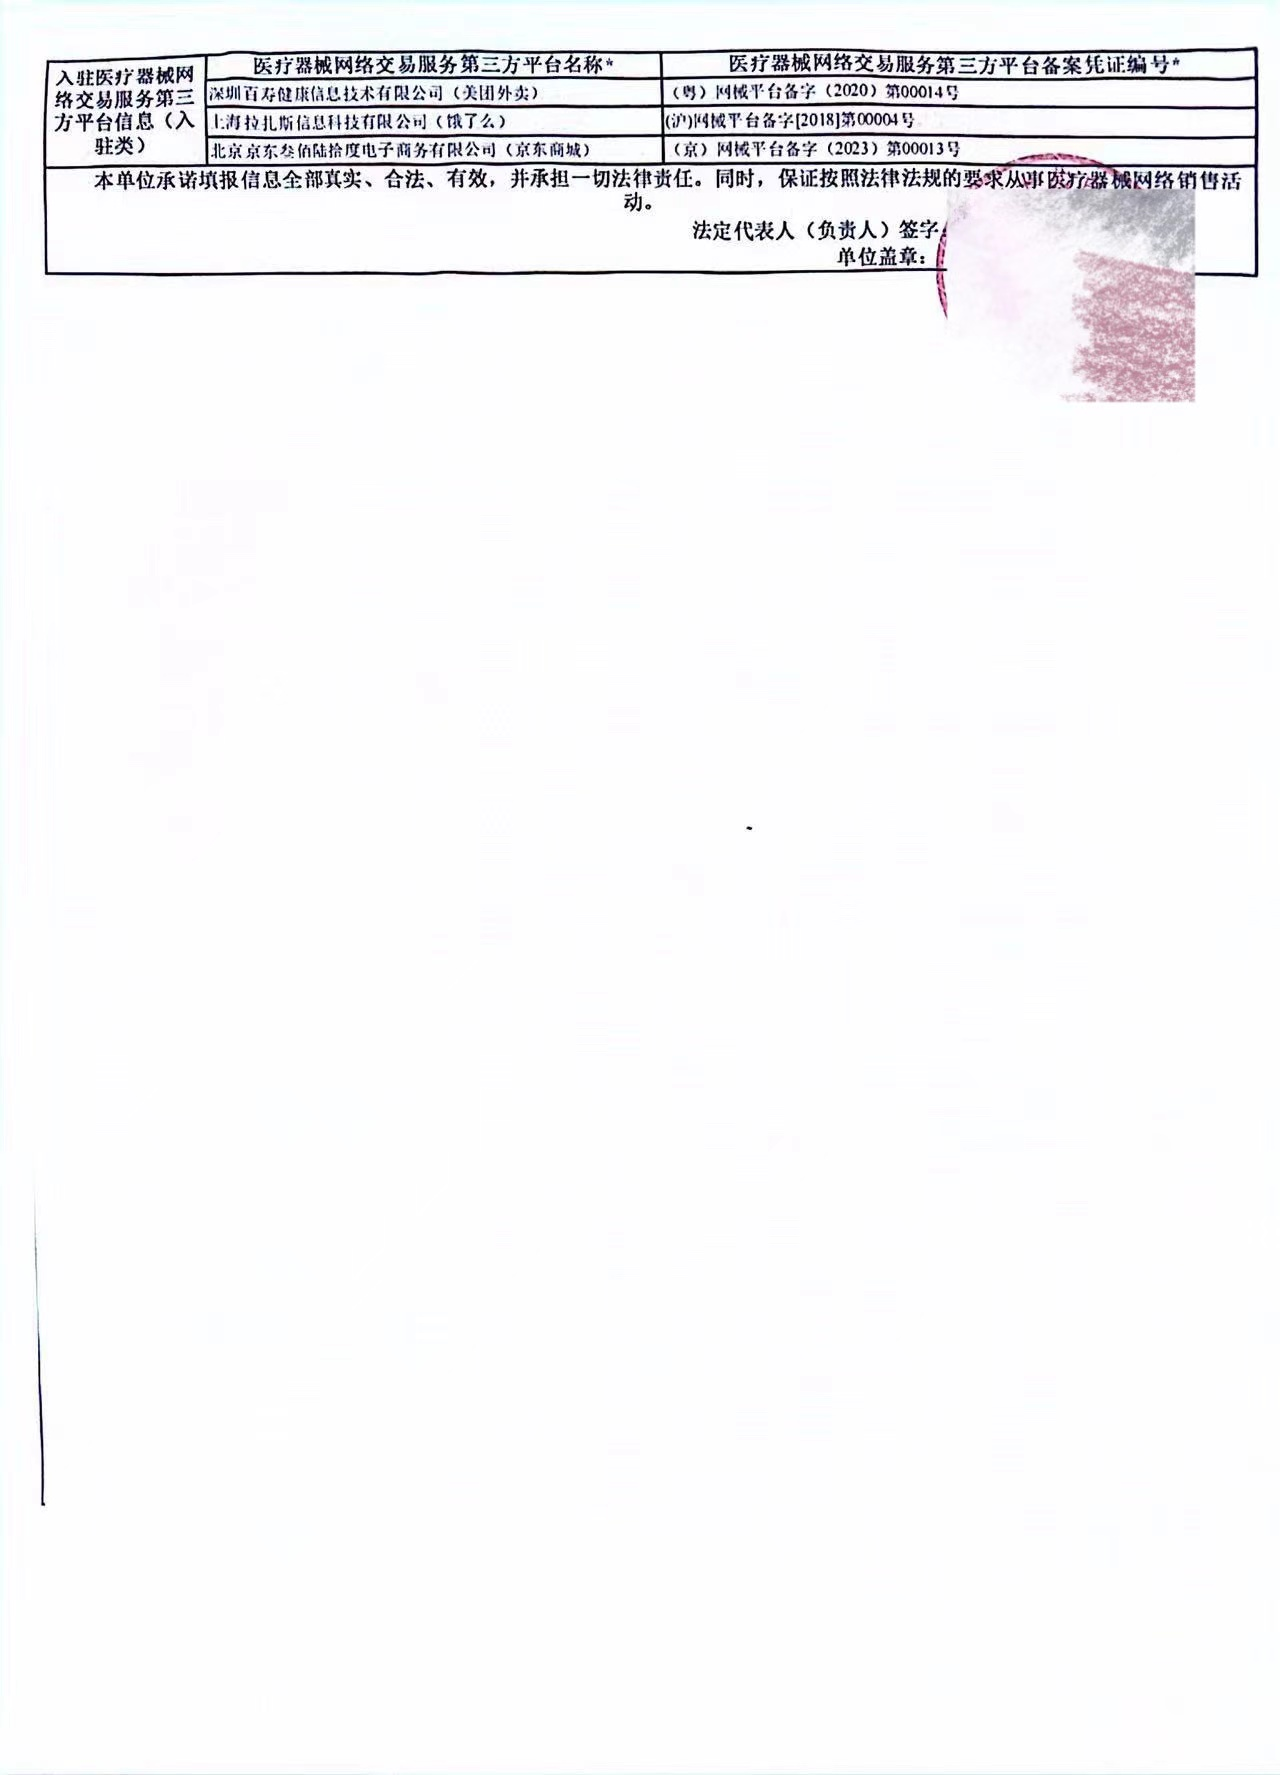 入驻医疗器械网
络交易服务第三
方平台信息（入
驻类）
医疗器械网络交易服务第三方平台名称* 医疗器械网络交易服务第三方平台备案凭证编号*
深圳百寿健康信息技术有限公司（美团外卖） （粤）网械平台备字（2020）第00014号
上海拉扎斯信息科技有限公司（饿了么） (沪)网械平台备字[2018]第00004号
北京京东叁佰陆拾度电子商务有限公司（京东商城） （京）网械平台备字（2023）第00013号
本单位承诺填报信息全部真实、合法、有效，并承担一切法律责任。同时，保证按照法律法规的要求从事医疗器械网络销售活
动。
法定代表人（负责人）签字
单位盖章：